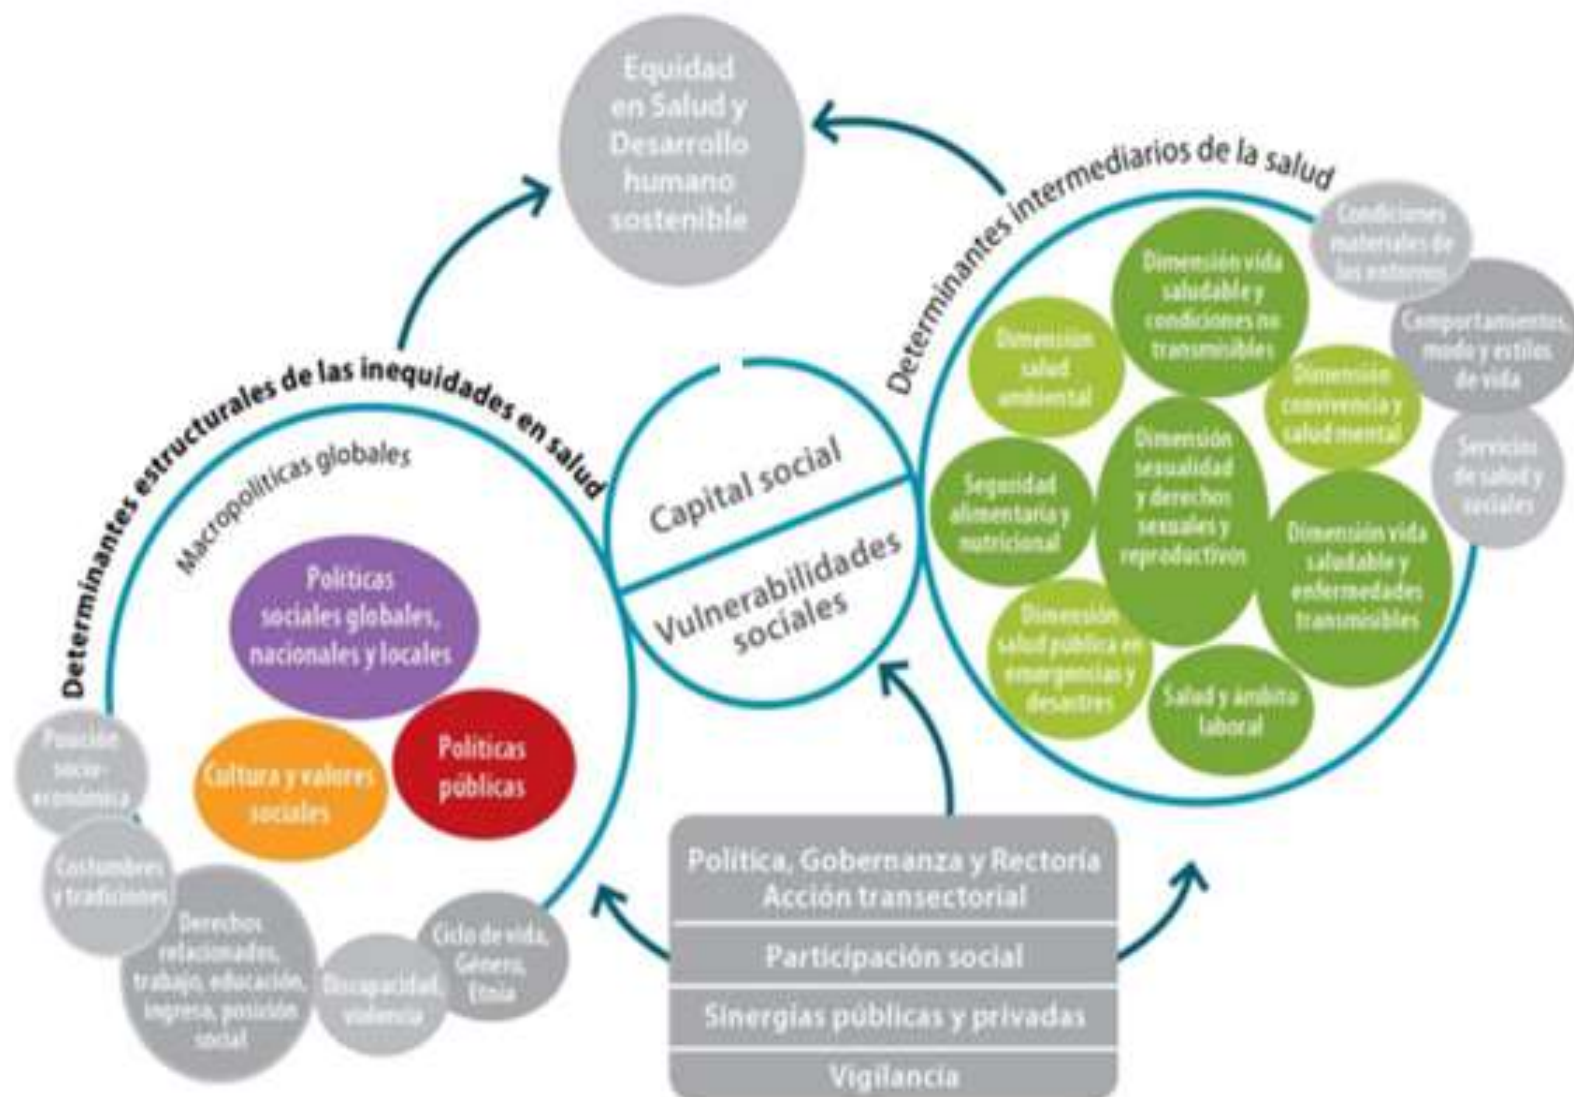 Equidad
en Salud y
Desarrollo
humano
sostenible
Determinantes estructurales de las inequidades en salud
Macropolíticas globales
Políticas
sociales globales,
nacionales y locales
Cultura y valores
sociales
Políticas
públicas
Posición
socio-
económica
Costumbres
y tradiciones
Derechos
relacionados,
trabajo, educación,
ingreso, posición
social
Discapacidad,
violencia
Ciclo de vida,
Género,
Etnia
Capital social
Vulnerabilidades
sociales
Determinantes intermediarios de la salud
Dimensión vida
saludable y
condiciones no
transmisibles
Dimensión
salud
ambiental
Dimensión
convivencia y
salud mental
Seguridad
alimentaria y
nutricional
Dimensión
sexualidad
y derechos
sexuales y
reproductivos
Dimensión vida
saludable y
enfermedades
transmisibles
Dimensión
salud pública en
emergencias y
desastres
Salud y ámbito
laboral
Condiciones
materiales de
los entornos
Comportamientos,
modo y estilos
de vida
Servicios
de salud y
sociales
Política, Gobernanza y Rectoría
Acción transectorial
Participación social
Sinergías públicas y privadas
Vigilancia